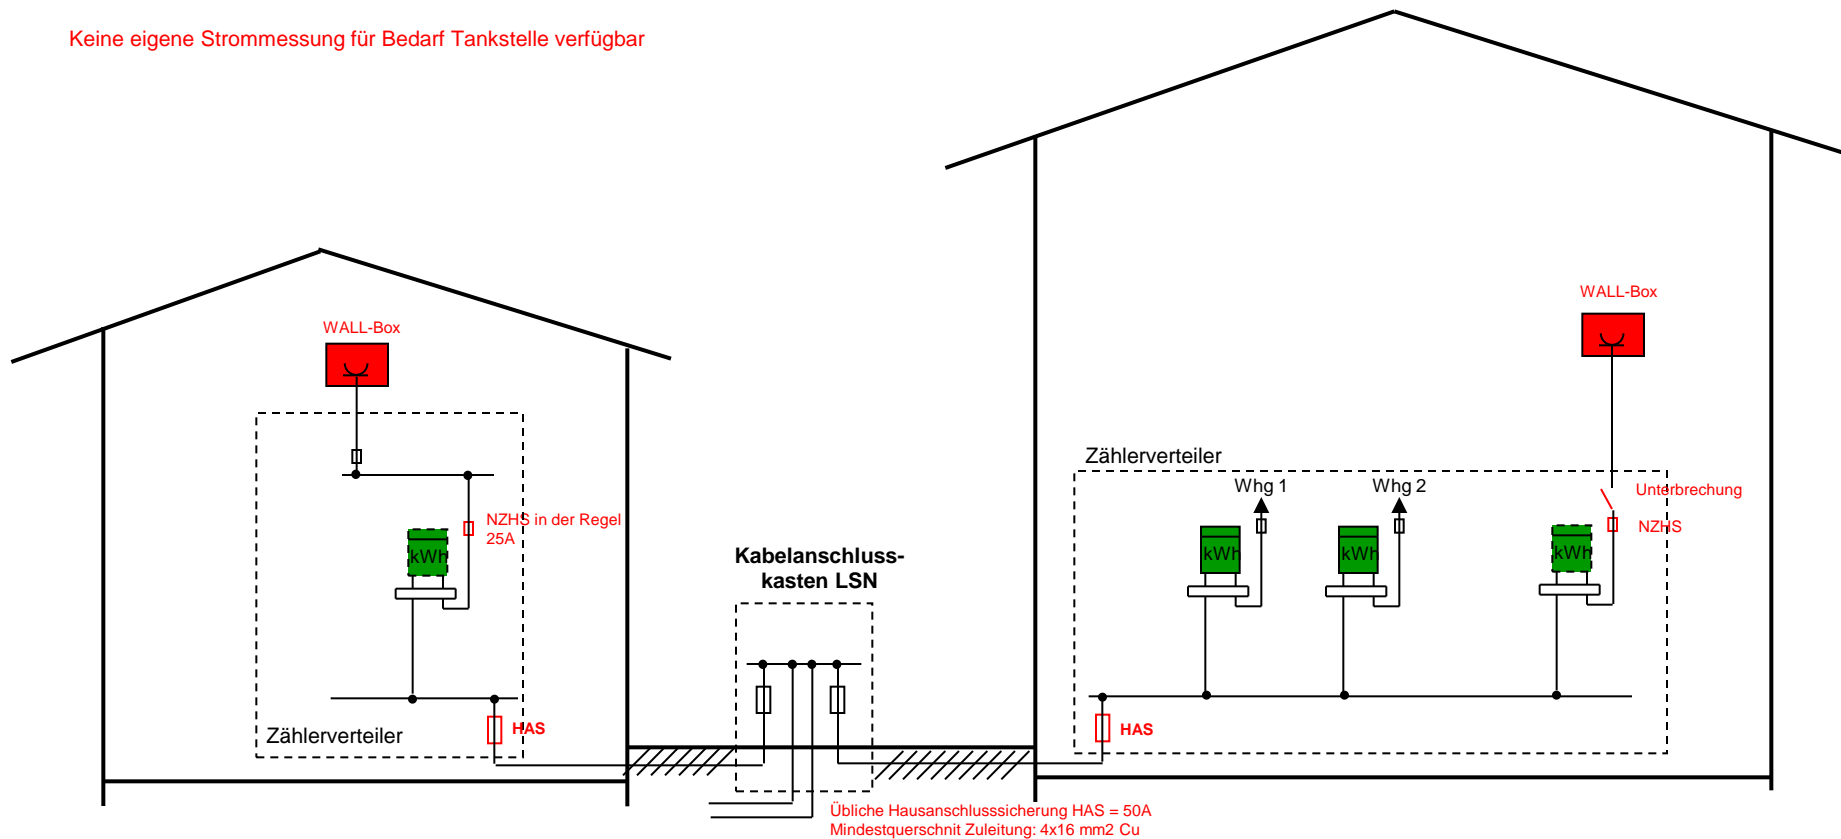 Keine eigene Strommessung für Bedarf Tankstelle verfügbar
WALL-Box
WALL-Box
Zählerverteiler
Whg 1
Whg 2
Unterbrechung
NZHS in der Regel
25A
NZHS
kWh
kWh
kWh
kWh
Kabelanschluss-
kasten LSN
Zählerverteiler
HAS
HAS
Übliche Hausanschlusssicherung HAS = 50A
Mindestquerschnit Zuleitung: 4x16 mm2 Cu